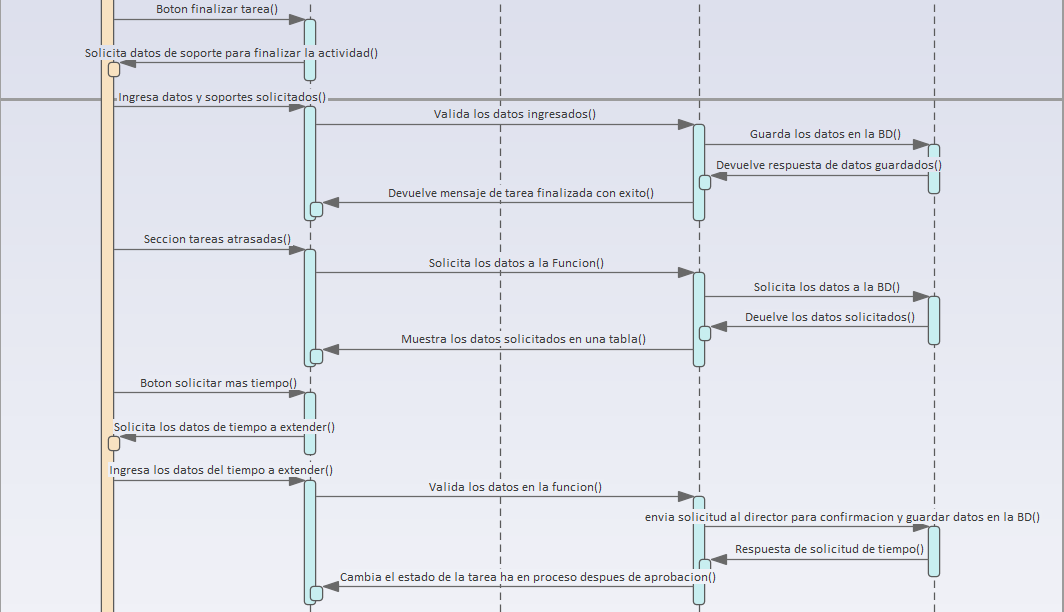 Boton finalizar tarea()
Solicita datos de soporte para finalizar la actividad()
Ingresa datos y soportes solicitados()
Valida los datos ingresados()
Guarda los datos en la BD()
Devuelve respuesta de datos guardados()
Devuelve mensaje de tarea finalizada con exito()
Seccion tareas atrasadas()
Solicita los datos a la Funcion()
Solicita los datos a la BD()
Deuelve los datos solicitados()
Muestra los datos solicitados en una tabla()
Boton solicitar mas tiempo()
Solicita los datos de tiempo a extender()
Ingresa los datos del tiempo a extender()
Valida los datos en la funcion()
envia solicitud al director para confirmacion y guardar datos en la BD()
Respuesta de solicitud de tiempo()
Cambia el estado de la tarea ha en proceso despues de aprobacion()